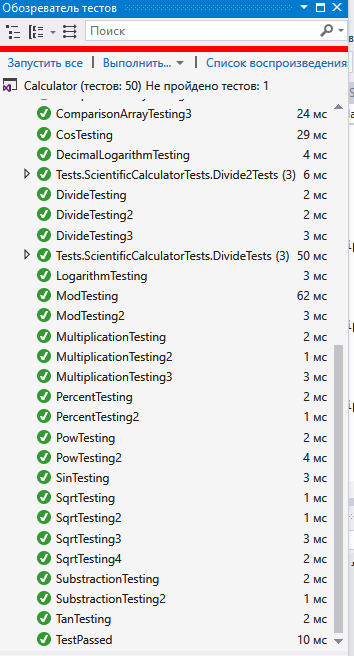 Обозреватель тестов
Поиск
Запустить все | Выполнить... | Список воспроизведения
Calculator (тестов: 50) Не пройдено тестов: 1
ComparisonArrayTesting3 24 мс
CosTesting 29 мс
DecimalLogarithmTesting 4 мс
Tests.ScientificCalculatorTests.Divide2Tests (3) 6 мс
DivideTesting 2 мс
DivideTesting2 2 мс
DivideTesting3 3 мс
Tests.ScientificCalculatorTests.DivideTests (3) 50 мс
LogarithmTesting 3 мс
ModTesting 62 мс
ModTesting2 3 мс
MultiplicationTesting 2 мс
MultiplicationTesting2 1 мс
MultiplicationTesting3 3 мс
PercentTesting 2 мс
PercentTesting2 1 мс
PowTesting 2 мс
PowTesting2 4 мс
SinTesting 3 мс
SqrtTesting 1 мс
SqrtTesting2 1 мс
SqrtTesting3 3 мс
SqrtTesting4 2 мс
SubstractionTesting 2 мс
SubstractionTesting2 1 мс
TanTesting 2 мс
TestPassed 10 мс